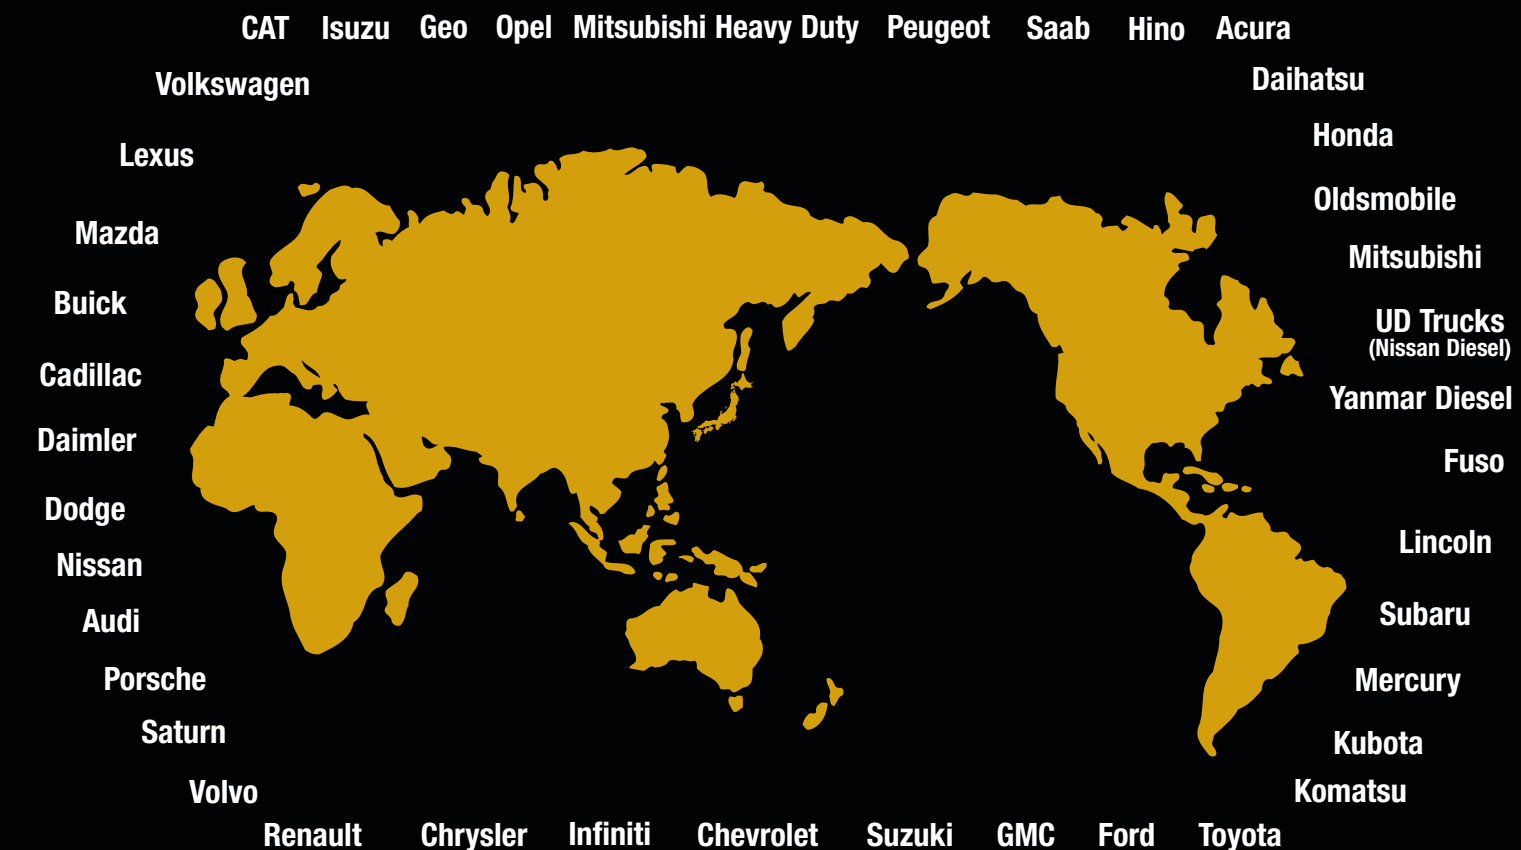 CAT Isuzu Geo Opel Mitsubishi Heavy Duty Peugeot Saab Hino Acura
Volkswagen
Daihatsu
Honda
Lexus
Oldsmobile
Mazda
Mitsubishi
Buick
UD Trucks
(Nissan Diesel)
Cadillac
Yanmar Diesel
Daimler
Fuso
Dodge
Lincoln
Nissan
Subaru
Audi
Porsche
Mercury
Saturn
Kubota
Volvo
Komatsu
Renault Chrysler Infiniti Chevrolet Suzuki GMC Ford Toyota